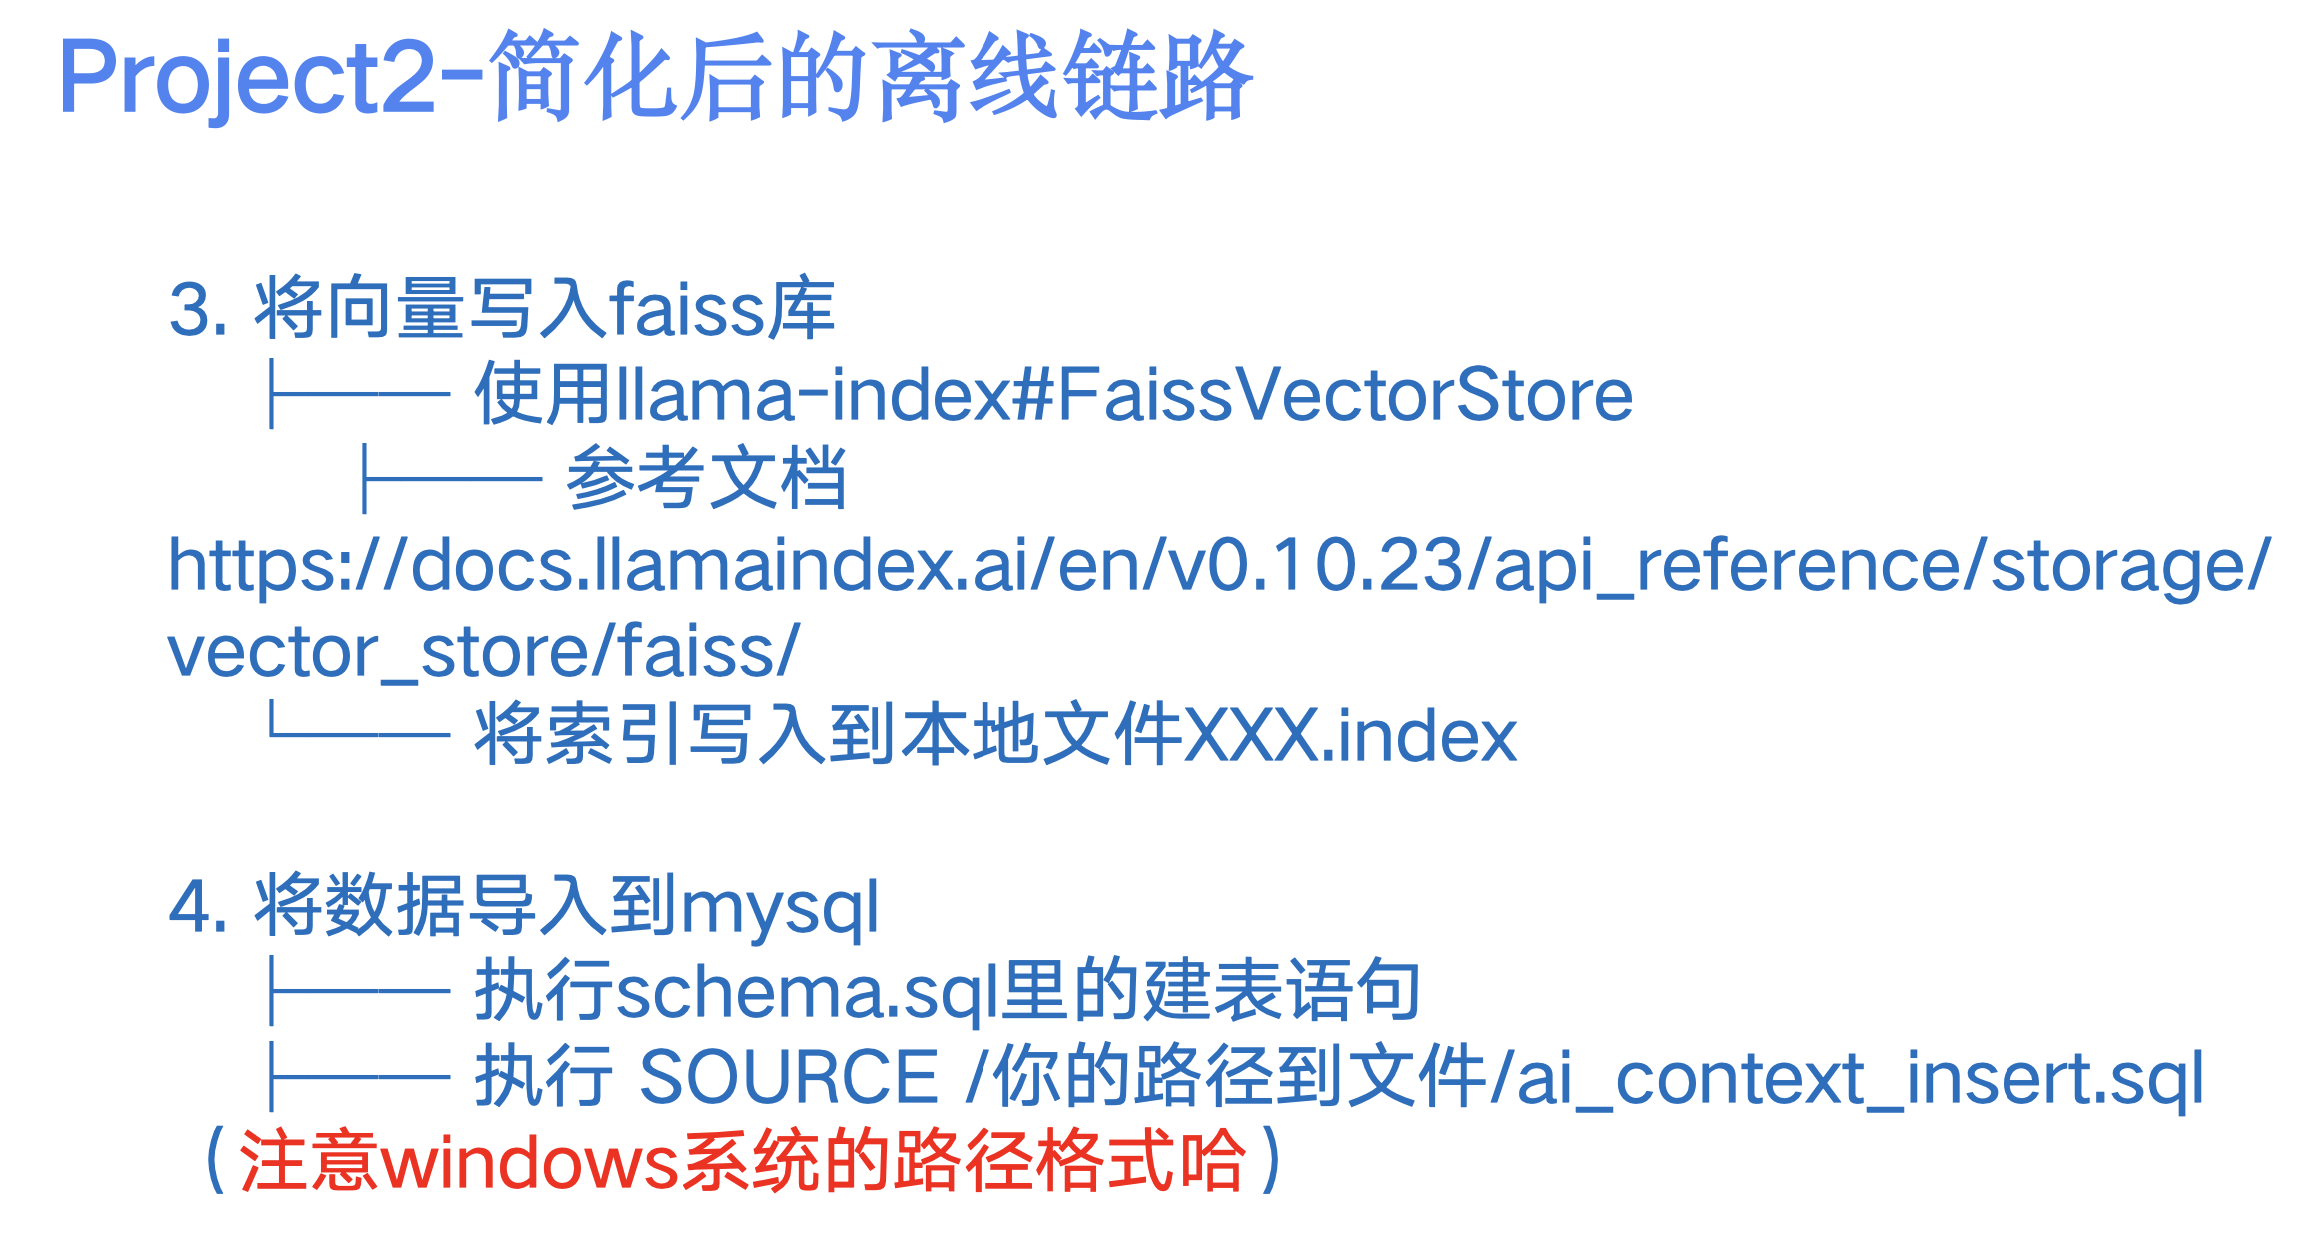 Project2-简化后的离线链路
3. 将向量写入faiss库
├── 使用llama-index#FaissVectorStore
├── 参考文档
https://docs.llamaindex.ai/en/v0.10.23/api_reference/storage/
vector_store/faiss/
└── 将索引写入到本地文件XXX.index
4. 将数据导入到mysql
├── 执行schema.sql里的建表语句
├── 执行 SOURCE /你的路径到文件/ai_context_insert.sql
（注意windows系统的路径格式哈）